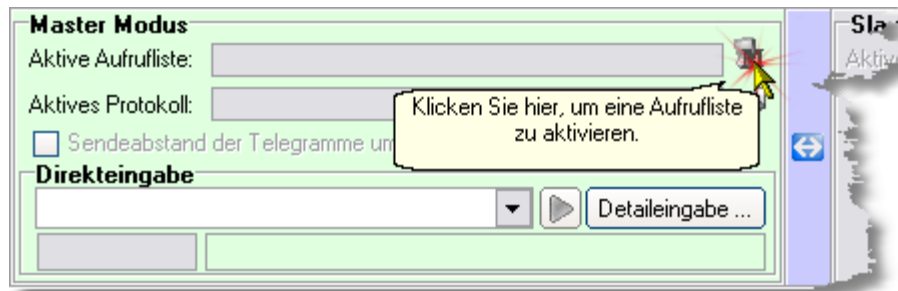 Master Modus
Aktive Aufrufliste:
Aktives Protokoll:
Klicken Sie hier, um eine Aufrufliste
zu aktivieren.
Sendeabstand der Telegramme
Direkteingabe
Detaileingabe ...